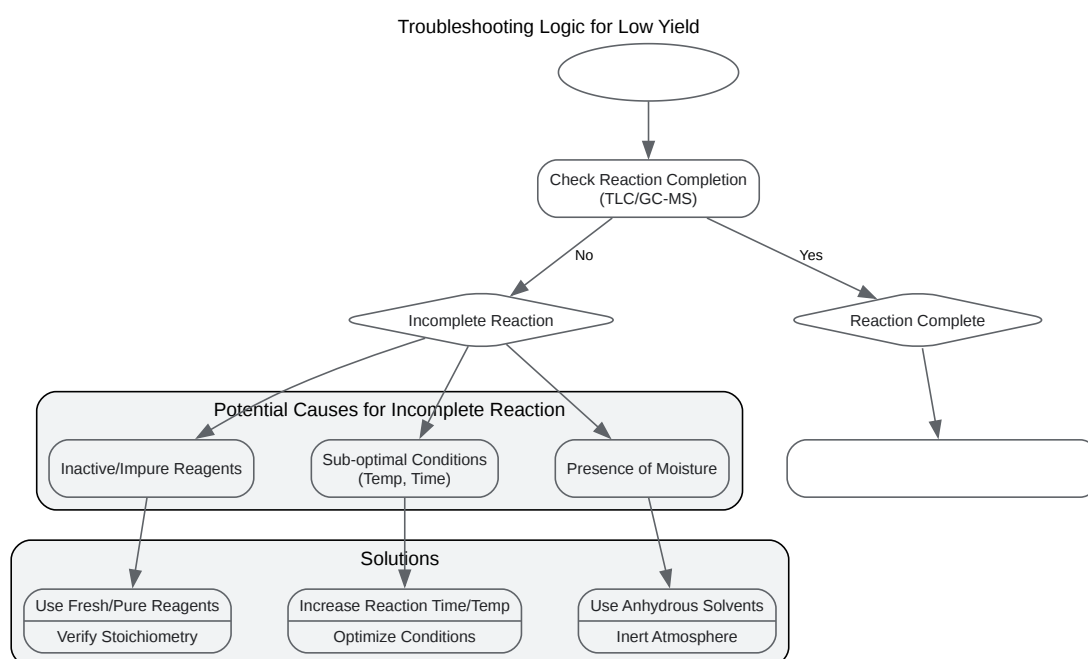 Troubleshooting Logic for Low Yield
Check Reaction Completion
(TLC/GC-MS)
No
Yes
Incomplete Reaction
Reaction Complete
Potential Causes for Incomplete Reaction
Inactive/Impure Reagents
Sub-optimal Conditions
(Temp, Time)
Presence of Moisture
Solutions
Use Fresh/Pure Reagents
Verify Stoichiometry
Increase Reaction Time/Temp
Optimize Conditions
Use Anhydrous Solvents
Inert Atmosphere